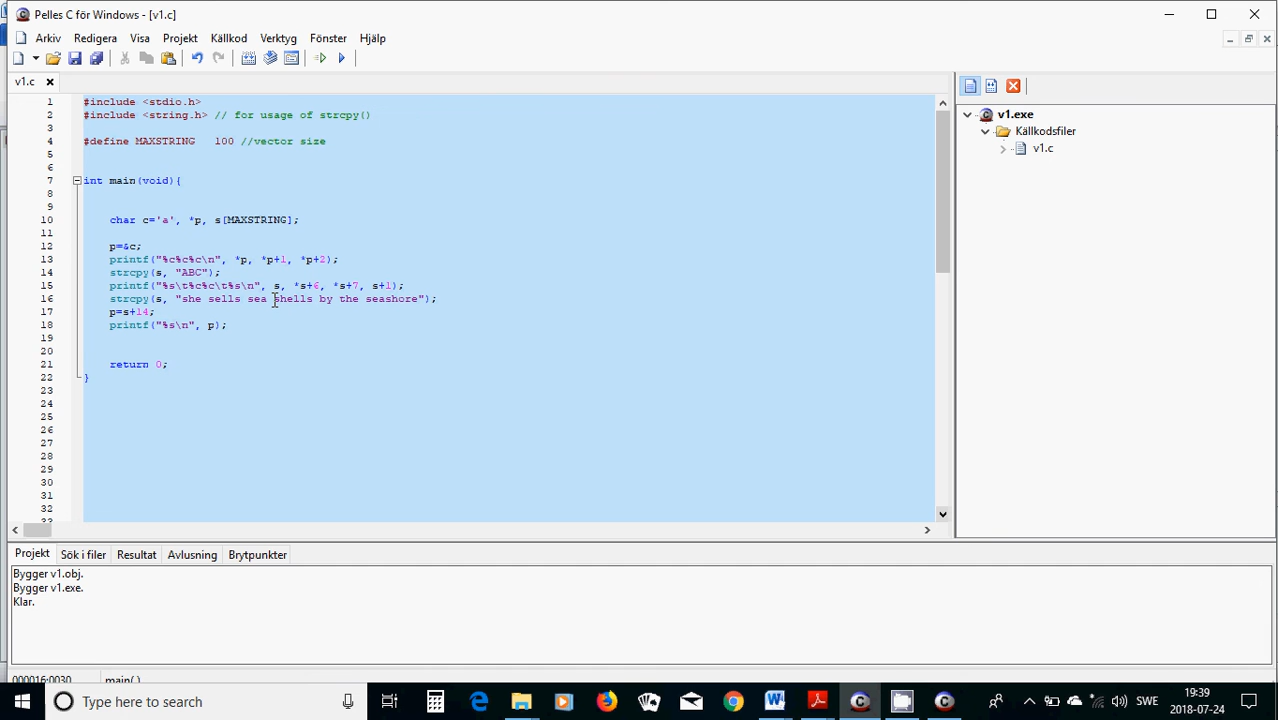 Pelles C för Windows - [v1.c]
Arkiv Redigera Visa Projekt Källkod Verktyg Fönster Hjälp
v1.c
1 #include <stdio.h>
2 #include <string.h> // for usage of strcpy()
3
4 #define MAXSTRING 100 //vector size
5
6
7 int main(void){
8
9
10 char c='a', *p, s[MAXSTRING];
11
12 p=&c;
13 printf("%c%c%c\n", *p, *p+1, *p+2);
14 strcpy(s, "ABC");
15 printf("%s\t%c%c\t%s\n", s, *s+6, *s+7, s+1);
16 strcpy(s, "she sells sea shells by the seashore");
17 p=s+14;
18 printf("%s\n", p);
19
20
21 return 0;
22 }
23
24
25
26
27
28
29
30
31
32
33
v1.exe
Källkodsfiler
v1.c
Projekt Sök i filer Resultat Avlusning Brytpunkter
Bygger v1.obj.
Bygger v1.exe.
Klar.
000016:0030 main( )
Type here to search
SWE
19:39
2018-07-24